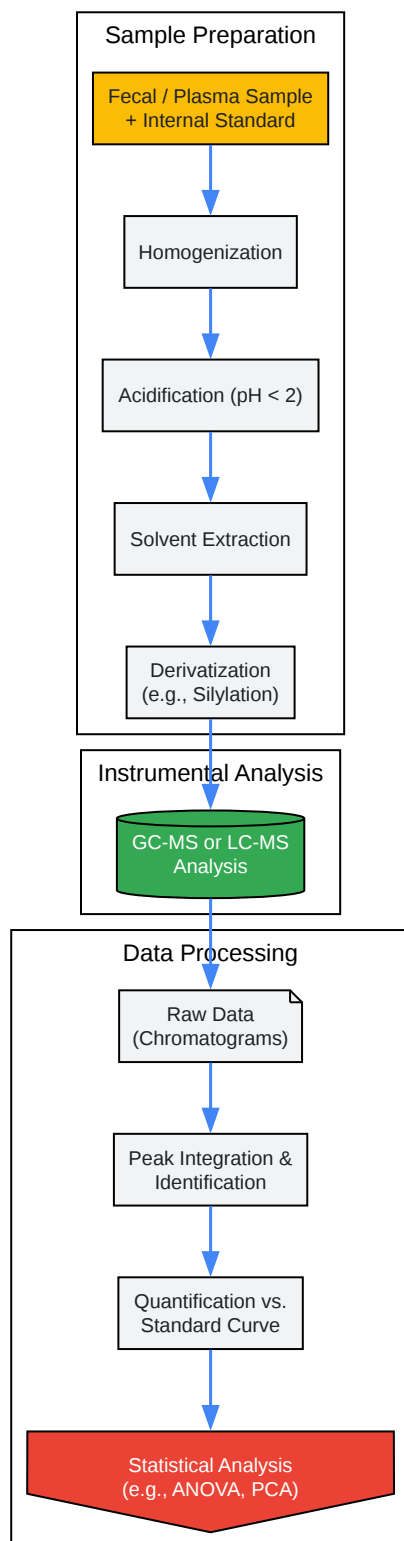 Sample Preparation
Fecal / Plasma Sample
+ Internal Standard
Homogenization
Acidification (pH < 2)
Solvent Extraction
Derivatization
(e.g., Silylation)
Instrumental Analysis
GC-MS or LC-MS
Analysis
Data Processing
Raw Data
(Chromatograms)
Peak Integration &
Identification
Quantification vs.
Standard Curve
Statistical Analysis
(e.g., ANOVA, PCA)